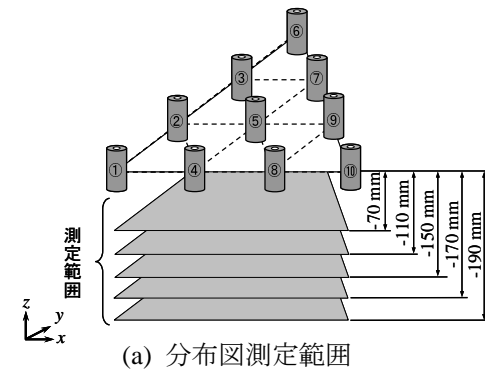 ⑥
③ ⑦
② ⑤ ⑨
① ④ ⑧ ⑩
-70 mm
-110 mm
-150 mm
-170 mm
-190 mm
測定範囲
z
y
x
(a) 分布図測定範囲